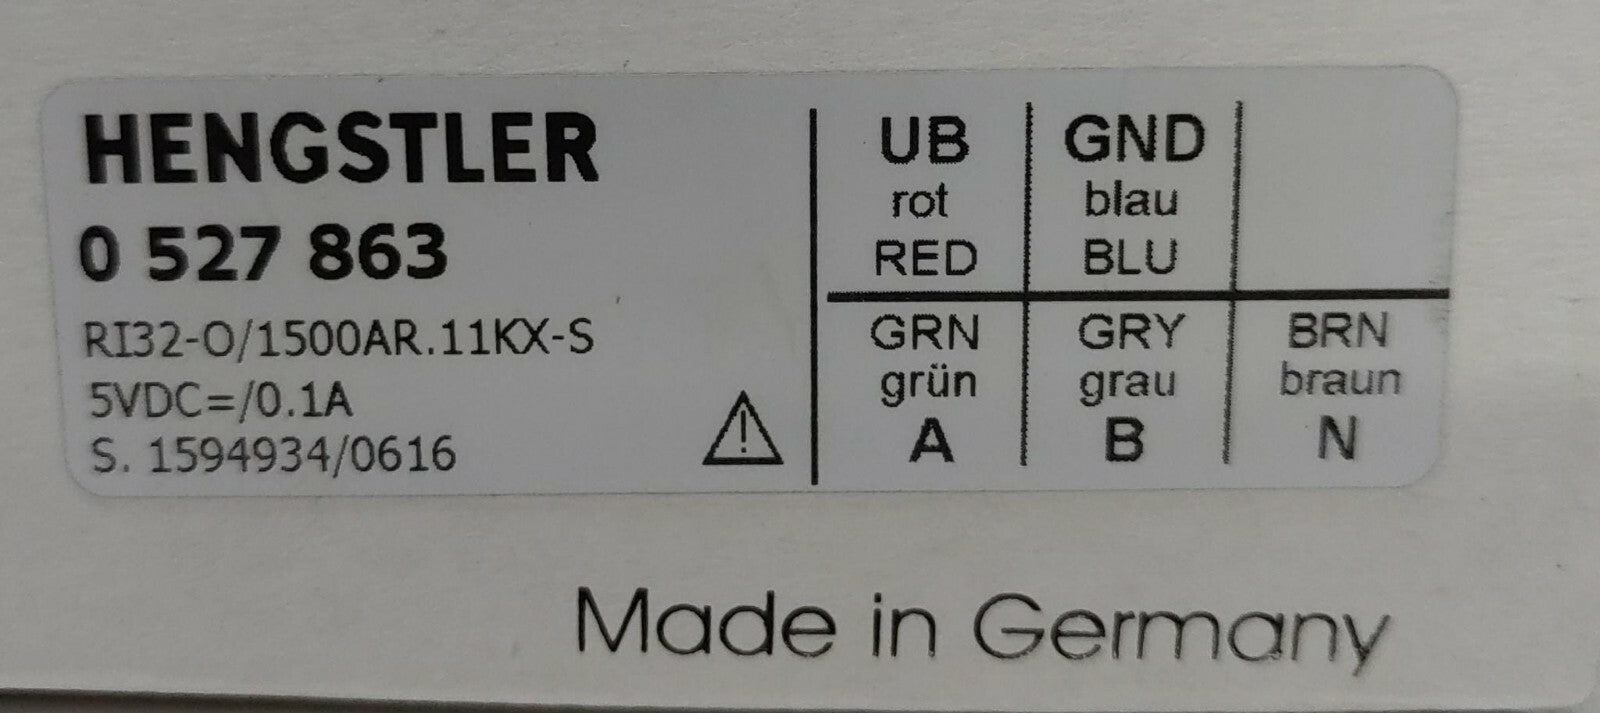 HENGSTLER
0 527 863
RI32-O/1500AR.11KX-S
5VDC=/0.1A
S. 1594934/0616
UB GND
rot blau
RED BLU
GRN GRY BRN
grün grau braun
A B N
Made in Germany